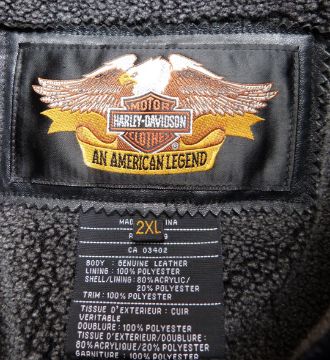 MOTOR
HARLEY-DAVIDSON
CLOTHES
®
AN AMERICAN LEGEND
2XL
CA 03402
BODY : GENUINE LEATHER
LINING : 100% POLYESTER
SHELL/LINING : 80% ACRYLIC/
20% POLYESTER
TRIM : 100% POLYESTER
TISSUE D'EXTERIEUR : CUIR
VERITABLE
DOUBLURE : 100% POLYESTER
TISSU D'EXTERIEUR/DOUBLURE :
80% ACRYLIQUE/20% POLYESTER
GARNITURE : 100% POLYESTER